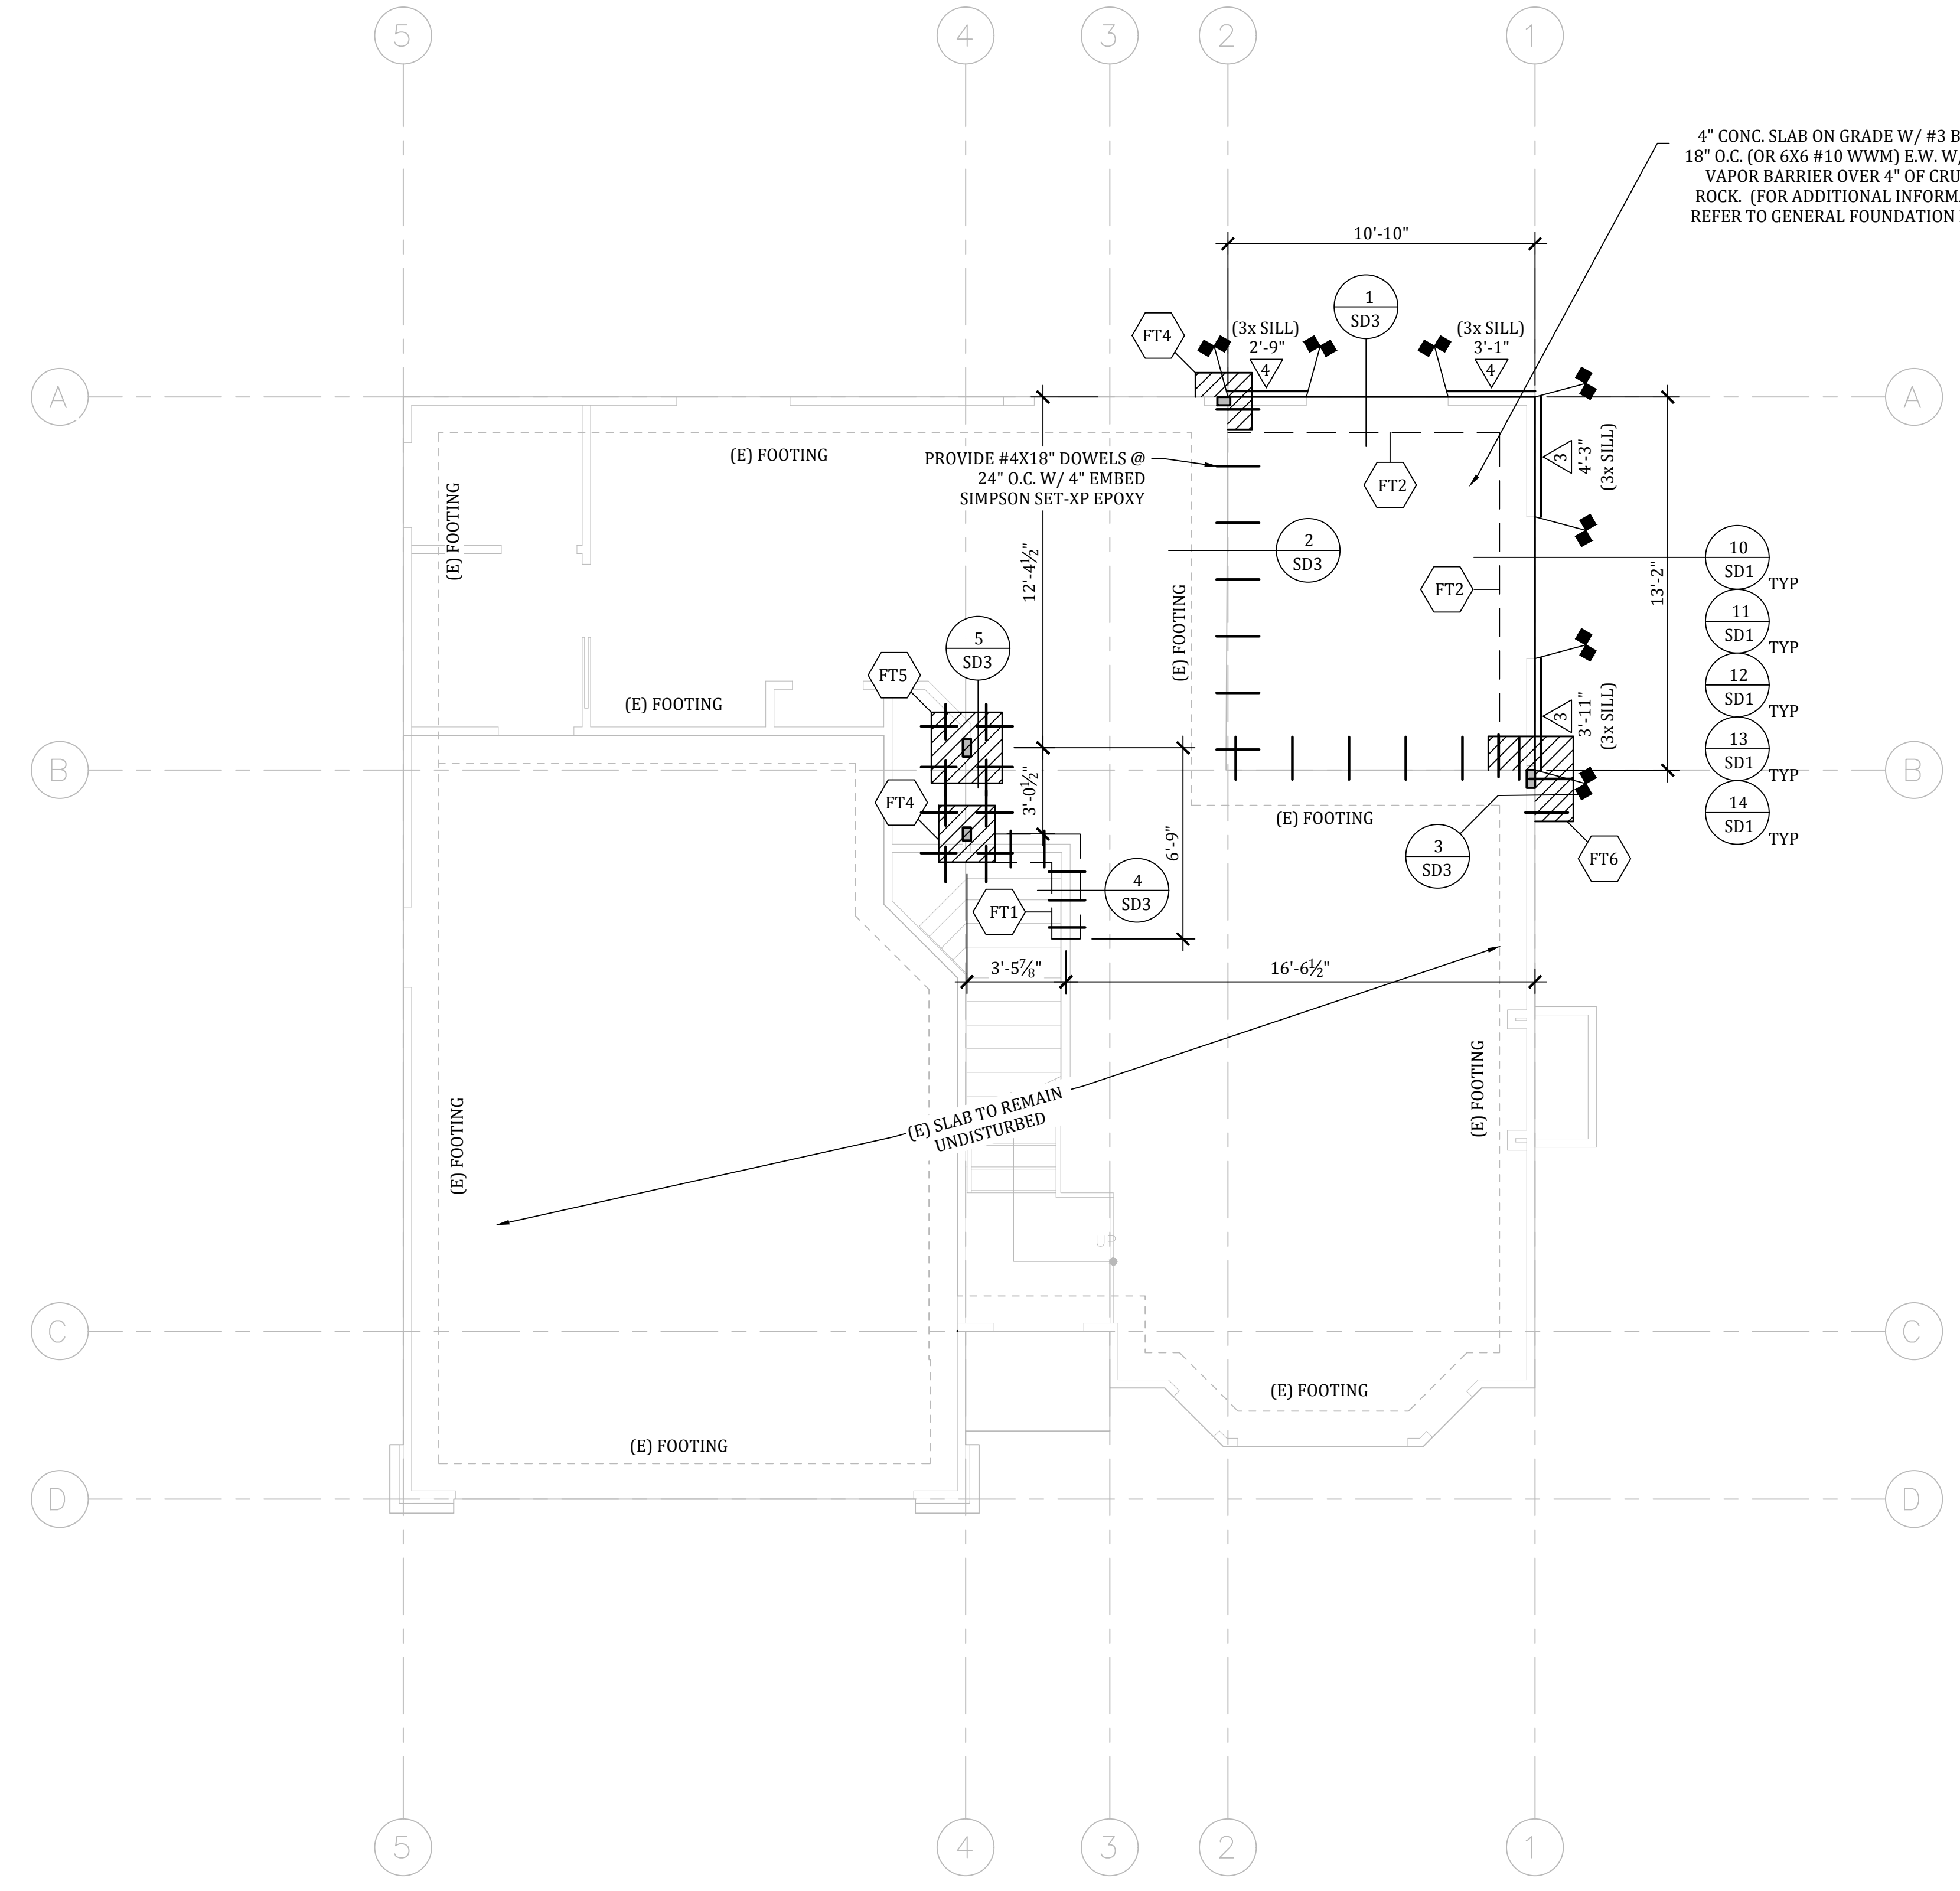 5
4
3
2
1
4" CONC. SLAB ON GRADE W/ #3
18" O.C. (OR 6X6 #10 WWM) E.W.
VAPOR BARRIER OVER 4" OF
ROCK. (FOR ADDITIONAL
REFER TO GENERAL FOUNDATION
10'-10"
1
SD3
FT4
(3x SILL)
2'-9"
4
(3x SILL)
3'-1"
4
A
A
3
4'-3"
(3x SILL)
(E) FOOTING
PROVIDE #4X18" DOWELS @
24" O.C. W/ 4" EMBED
SIMPSON SET-XP EPOXY
FT2
(E) FOOTING
2
SD3
12'-4½"
FT2
13'-2"
10
SD1
TYP
11
SD1
TYP
12
SD1
TYP
13
SD1
TYP
14
SD1
TYP
(E) FOOTING
5
SD3
FT5
(E) FOOTING
3
3'-11"
(3x SILL)
B
B
3'-0½"
FT4
(E) FOOTING
6'-9"
3
SD3
FT6
4
SD3
FT1
3'-5⅞"
16'-6½"
(E) FOOTING
(E) SLAB TO REMAIN
UNDISTURBED
(E) FOOTING
UP
C
C
(E) FOOTING
(E) FOOTING
D
D
5
4
3
2
1